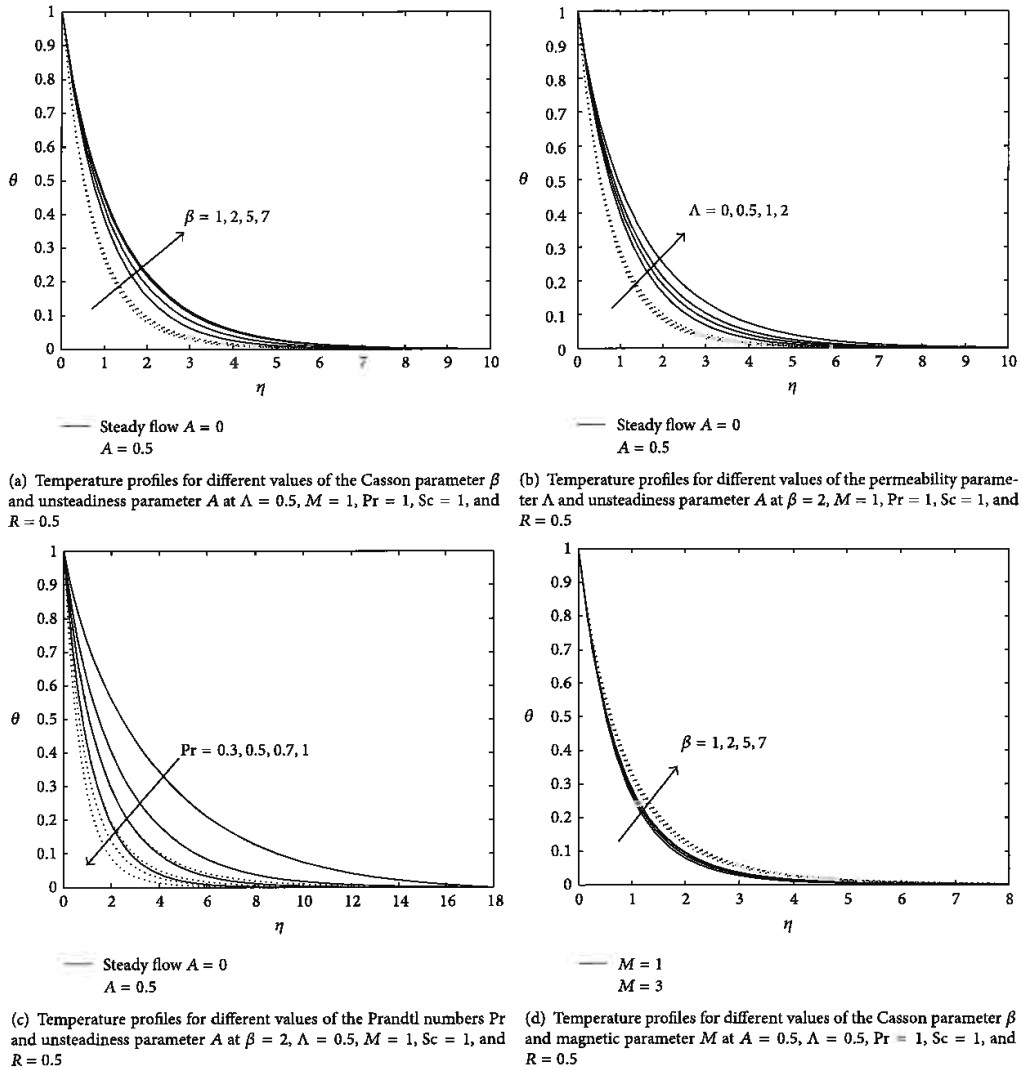 1
0.9
0.8
0.7
0.6
θ 0.5
0.4
0.3
0.2
0.1
0
β = 1, 2, 5, 7
0 1 2 3 4 5 6 7 8 9 10
η
Steady flow A = 0
A = 0.5
(a) Temperature profiles for different values of the Casson parameter β
and unsteadiness parameter A at Λ = 0.5, M = 1, Pr = 1, Sc = 1, and
R = 0.5
1
0.9
0.8
0.7
0.6
θ 0.5
0.4
0.3
0.2
0.1
0
Λ = 0, 0.5, 1, 2
0 1 2 3 4 5 6 7 8 9 10
η
Steady flow A = 0
A = 0.5
(b) Temperature profiles for different values of the permeability parame-
ter Λ and unsteadiness parameter A at β = 2, M = 1, Pr = 1, Sc = 1, and
R = 0.5
1
0.9
0.8
0.7
0.6
θ 0.5
0.4
0.3
0.2
0.1
0
Pr = 0.3, 0.5, 0.7, 1
0 2 4 6 8 10 12 14 16 18
η
Steady flow A = 0
A = 0.5
(c) Temperature profiles for different values of the Prandtl numbers Pr
and unsteadiness parameter A at β = 2, Λ = 0.5, M = 1, Sc = 1, and
R = 0.5
1
0.9
0.8
0.7
0.6
θ 0.5
0.4
0.3
0.2
0.1
0
β = 1, 2, 5, 7
0 1 2 3 4 5 6 7 8
η
M = 1
M = 3
(d) Temperature profiles for different values of the Casson parameter β
and magnetic parameter M at A = 0.5, Λ = 0.5, Pr = 1, Sc = 1, and
R = 0.5